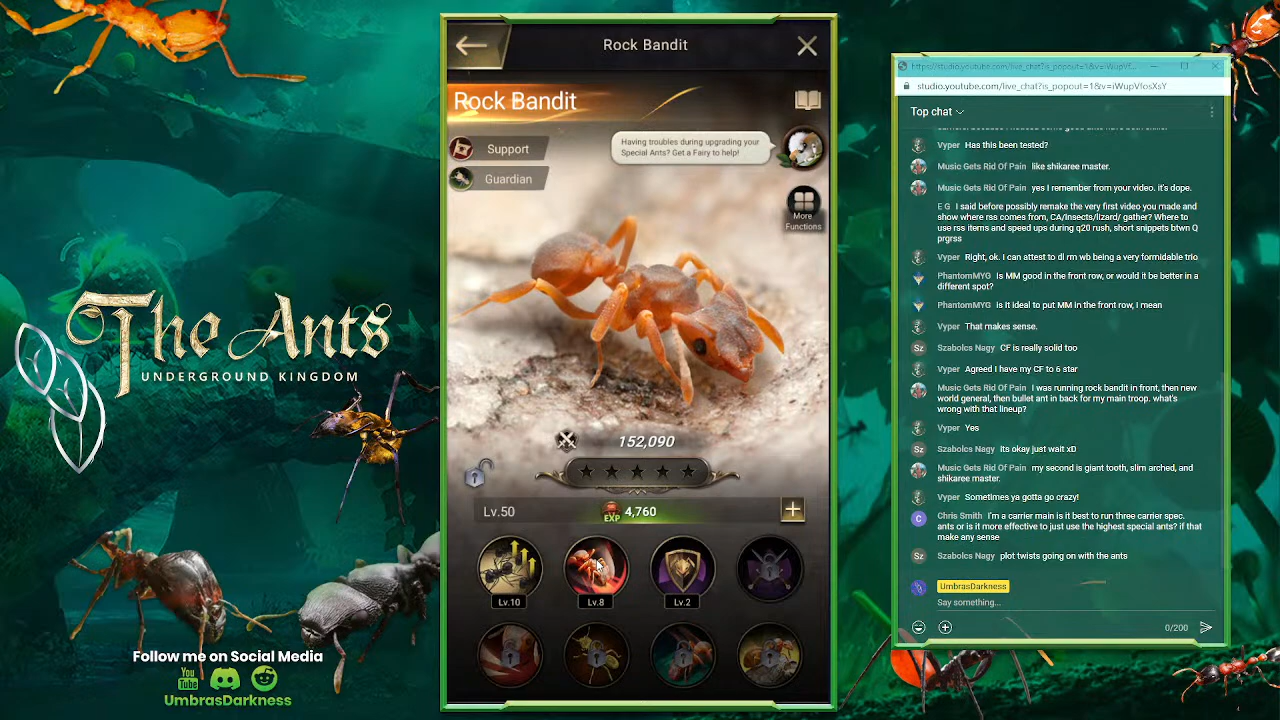 The Ants
UNDERGROUND KINGDOM
Follow me on Social Media
You
Tube
UmbrasDarkness
Rock Bandit
Rock Bandit
Support
Guardian
Having troubles during upgrading your
Special Ants? Get a Fairy to help!
More
Functions
152,090
Lv.50
EXP
4,760
Lv.10
Lv.8
Lv.2
studio.youtube.com/live_chat?is_popout=1&v=iWupVfosXsY
Top chat
Vyper Has this been tested?
Music Gets Rid Of Pain like shikaree master.
Music Gets Rid Of Pain yes I remember from your video. it's dope.
E G I said before possibly remake the very first video you made and
show where rss comes from, CA/Insects/lizard/ gather? Where to
use rss items and speed ups during q20 rush, short snippets btwn Q
prgrss
Vyper Right, ok. I can attest to dl rm wb being a very formidable trio
PhantomMYG Is MM good in the front row, or would it be better in a
different spot?
PhantomMYG Is it ideal to put MM in the front row, I mean
Vyper That makes sense.
Sz
Szabolcs Nagy CF is really solid too
Vyper Agreed I have my CF to 6 star
Music Gets Rid Of Pain I was running rock bandit in front, then new
world general, then bullet ant in back for my main troop. what's
wrong with that lineup?
Vyper Yes
Sz
Szabolcs Nagy Its okay just wait xD
Music Gets Rid Of Pain my second is giant tooth, slim arched, and
shikaree master.
Vyper Sometimes ya gotta go crazy!
C
Chris Smith I'm a carrier main is it best to run three carrier spec.
ants or is it more effective to just use the highest special ants? if that
make any sense
Sz
Szabolcs Nagy plot twists going on with the ants
UmbrasDarkness
Say something...
0/200